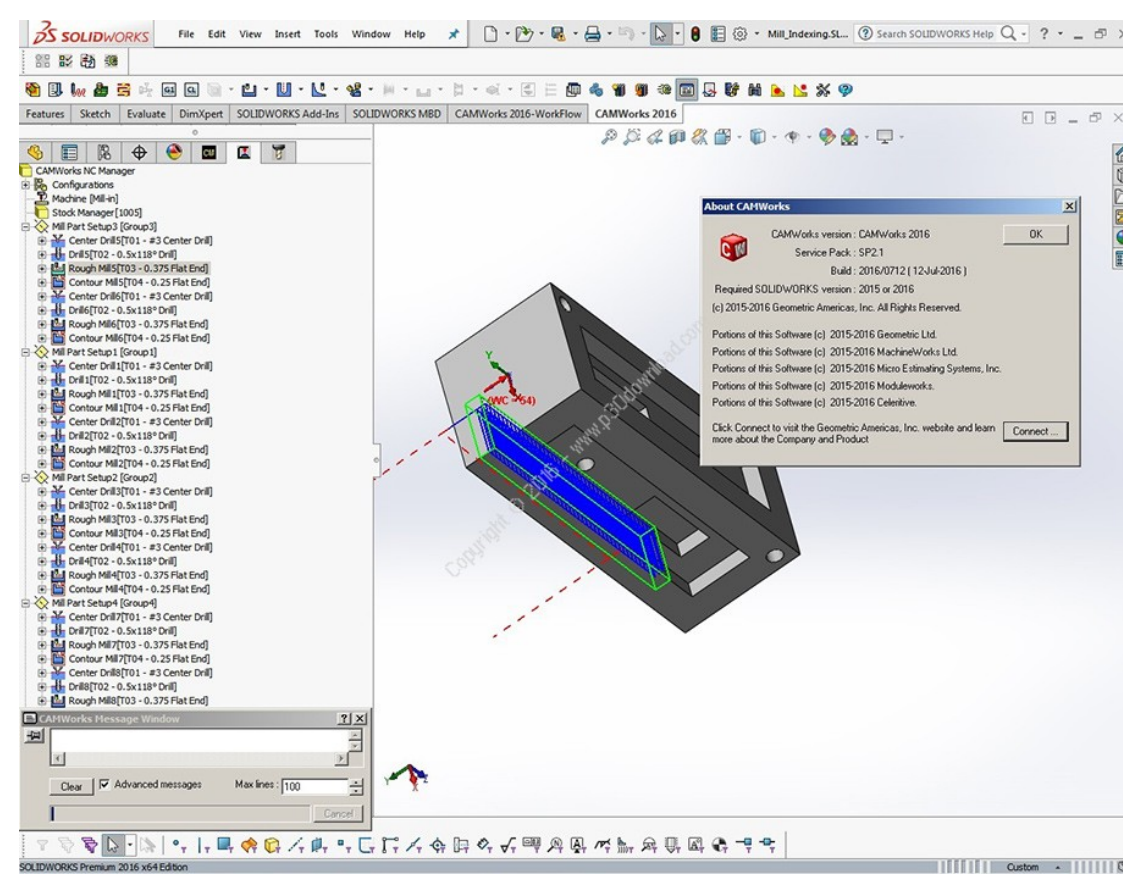 SOLIDWORKS File Edit View Insert Tools Window Help Mill_Indexing.SL... Search SOLIDWORKS Help
Features Sketch Evaluate DimXpert SOLIDWORKS Add-Ins SOLIDWORKS MBD CAMWorks 2016-WorkFlow CAMWorks 2016
CAMWorks NC Manager
Configurations
Machine [Mill-in]
Stock Manager[1005]
Mill Part Setup3 [Group3]
Center Drill5[T01 - #3 Center Drill]
Drill5[T02 - 0.5x118° Drill]
Rough Mill5[T03 - 0.375 Flat End]
Contour Mill5[T04 - 0.25 Flat End]
Center Drill6[T01 - #3 Center Drill]
Drill6[T02 - 0.5x118° Drill]
Rough Mill6[T03 - 0.375 Flat End]
Contour Mill6[T04 - 0.25 Flat End]
Mill Part Setup1 [Group1]
Center Drill1[T01 - #3 Center Drill]
Drill1[T02 - 0.5x118° Drill]
Rough Mill1[T03 - 0.375 Flat End]
Contour Mill1[T04 - 0.25 Flat End]
Center Drill2[T01 - #3 Center Drill]
Drill2[T02 - 0.5x118° Drill]
Rough Mill2[T03 - 0.375 Flat End]
Contour Mill2[T04 - 0.25 Flat End]
Mill Part Setup2 [Group2]
Center Drill3[T01 - #3 Center Drill]
Drill3[T02 - 0.5x118° Drill]
Rough Mill3[T03 - 0.375 Flat End]
Contour Mill3[T04 - 0.25 Flat End]
Center Drill4[T01 - #3 Center Drill]
Drill4[T02 - 0.5x118° Drill]
Rough Mill4[T03 - 0.375 Flat End]
Contour Mill4[T04 - 0.25 Flat End]
Mill Part Setup4 [Group4]
Center Drill7[T01 - #3 Center Drill]
Drill7[T02 - 0.5x118° Drill]
Rough Mill7[T03 - 0.375 Flat End]
Contour Mill7[T04 - 0.25 Flat End]
Center Drill8[T01 - #3 Center Drill]
Drill8[T02 - 0.5x118° Drill]
Rough Mill8[T03 - 0.375 Flat End]
CAMWorks Message Window
Clear Advanced messages Max lines : 100
Cancel
About CAMWorks
CAMWorks version : CAMWorks 2016
OK
Service Pack : SP2.1
Build : 2016/0712 ( 12-Jul-2016 )
Required SOLIDWORKS version : 2015 or 2016
(c) 2015-2016 Geometric Americas, Inc. All Rights Reserved.
Portions of this Software (c) 2015-2016 Geometric Ltd.
Portions of this Software (c) 2015-2016 MachineWorks Ltd.
Portions of this Software (c) 2015-2016 Micro Estimating Systems, Inc.
Portions of this Software (c) 2015-2016 Moduleworks.
Portions of this Software (c) 2015-2016 Celeritive.
Click Connect to visit the Geometric Americas, Inc. website and learn
more about the Company and Product
Connect ...
Y
Copyright © 2016 - www.p30download.com
SOLIDWORKS Premium 2016 x64 Edition
Custom